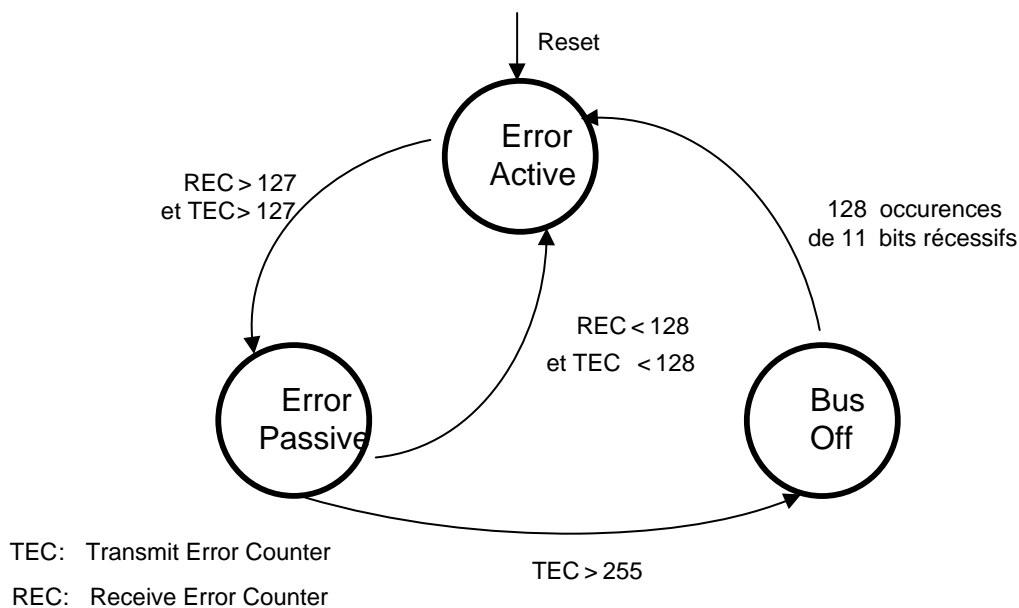 Reset
Error
Active
REC > 127
et TEC > 127
128 occurences
de 11 bits récessifs
REC < 128
et TEC < 128
Error
Passive
Bus
Off
TEC: Transmit Error Counter
TEC > 255
REC: Receive Error Counter